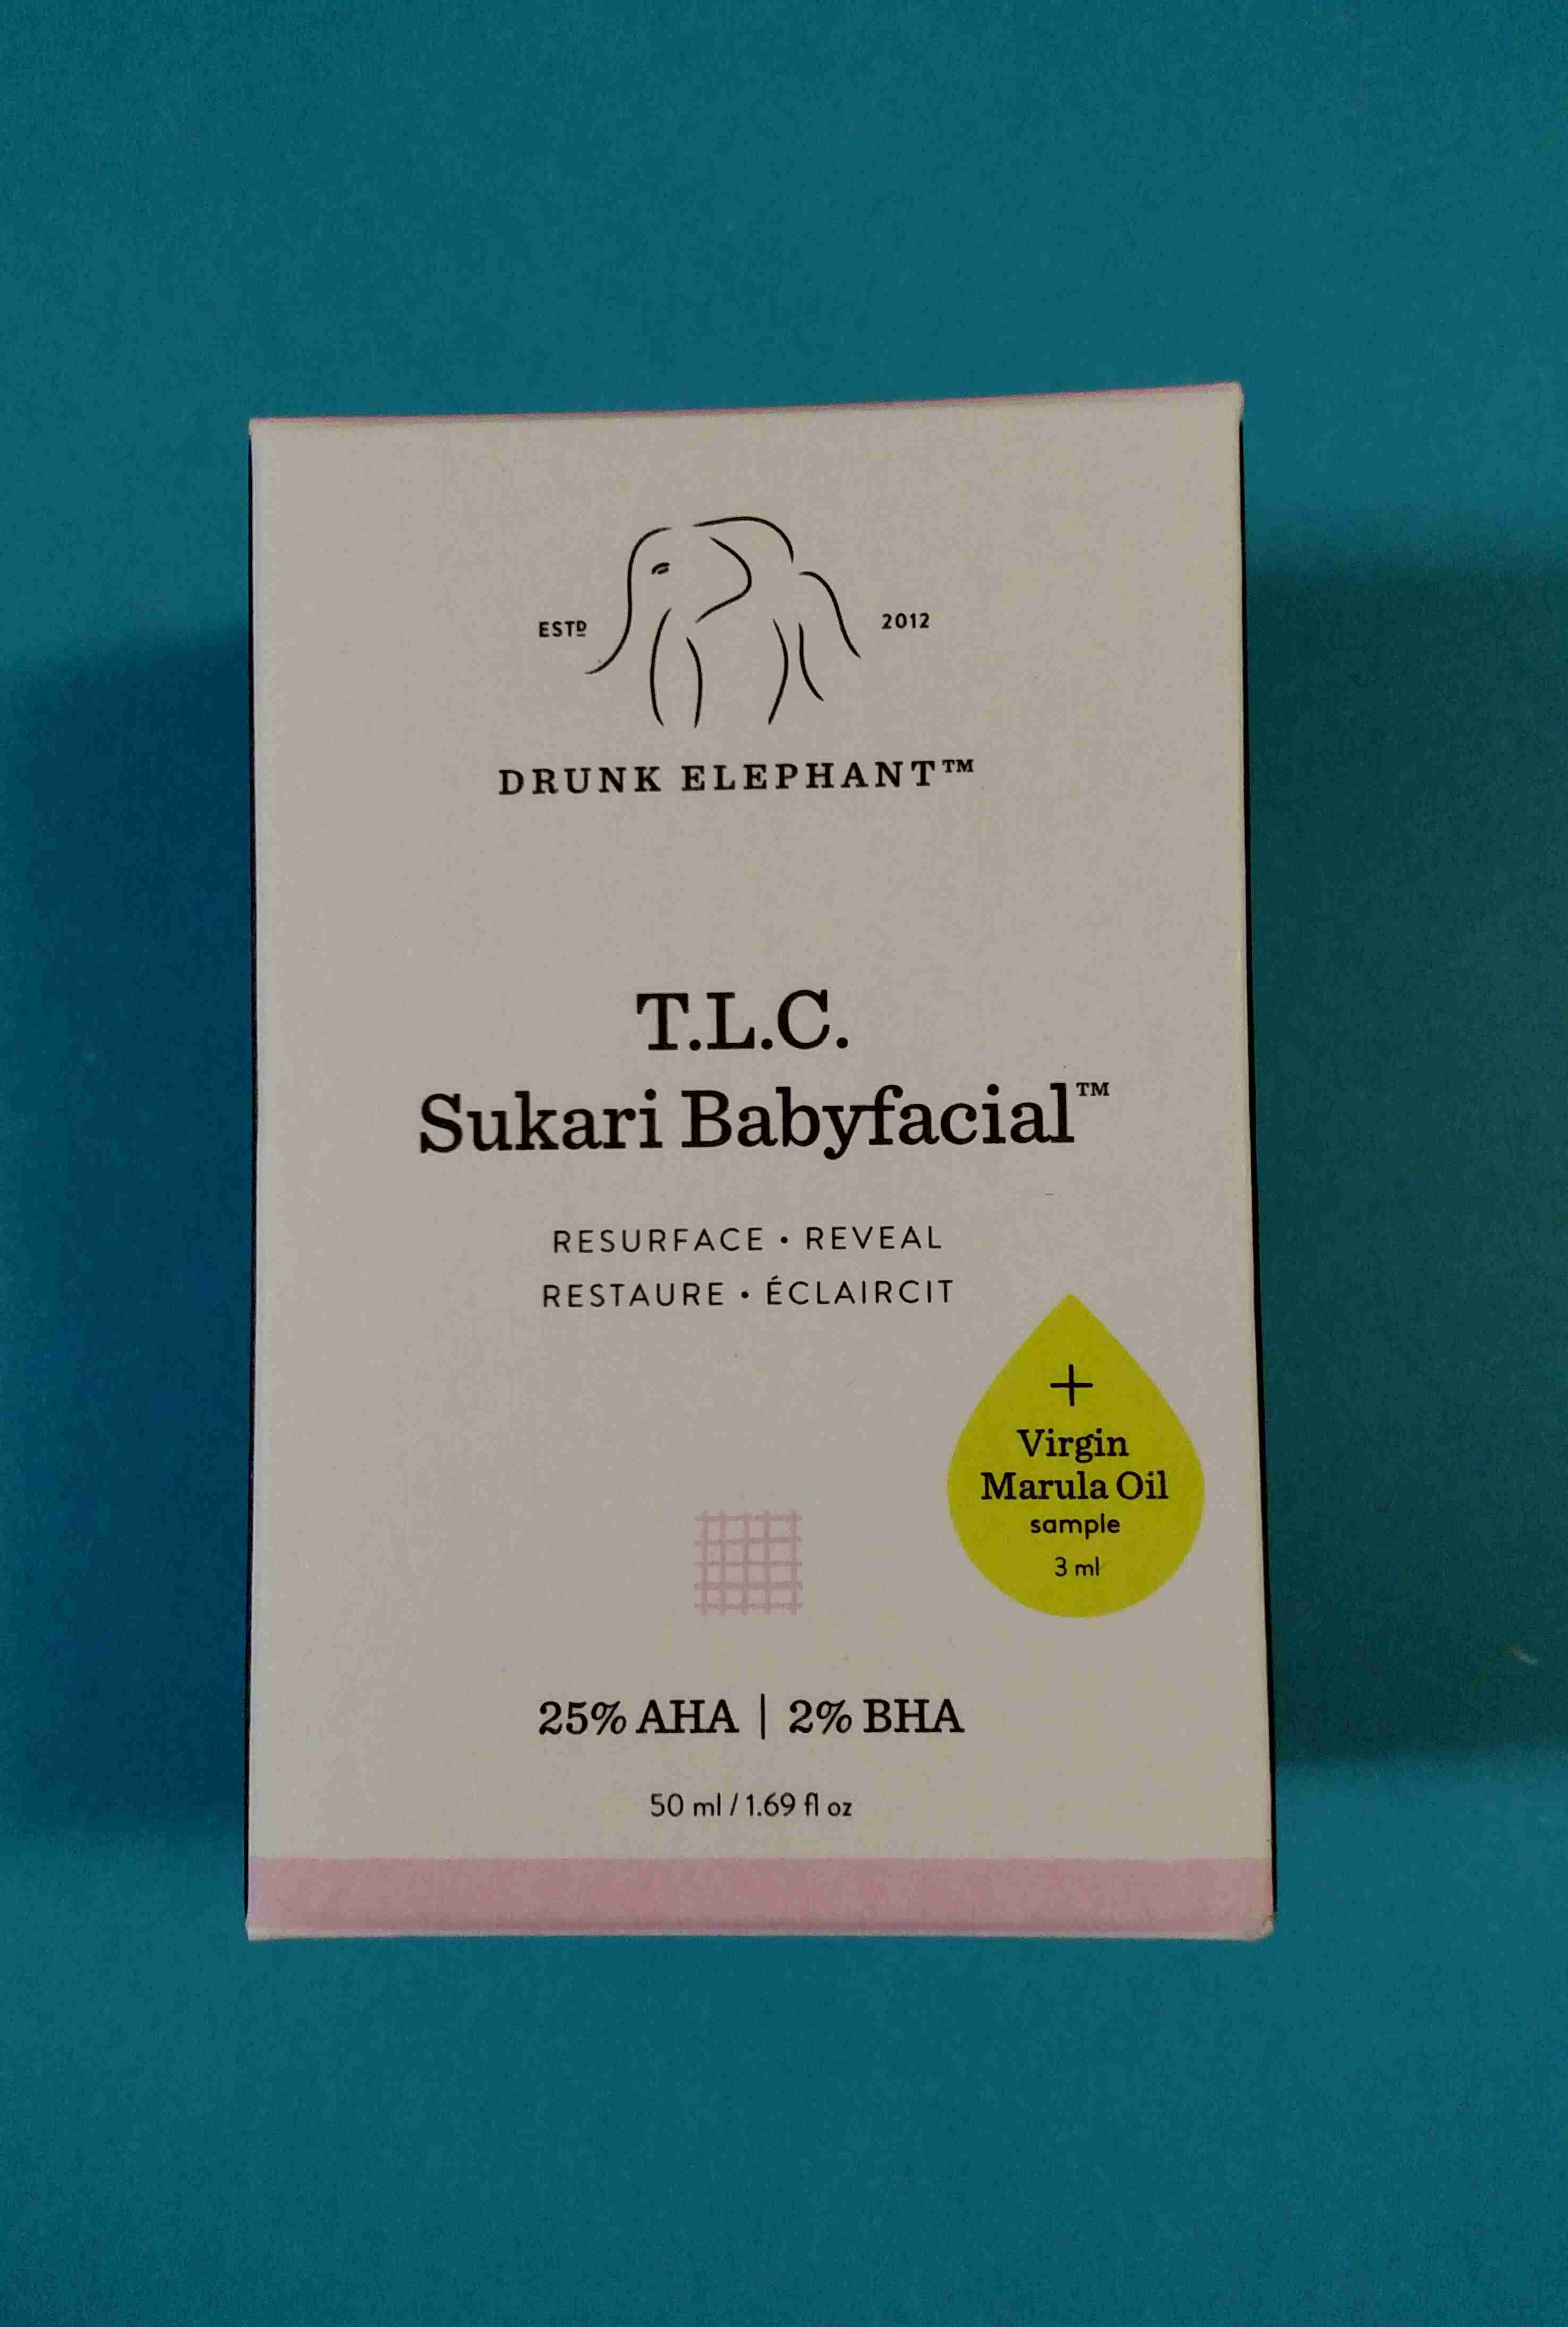 ESTD 2012
DRUNK ELEPHANT™
T.L.C.
Sukari Babyfacial™
RESURFACE • REVEAL
RESTAURE • ÉCLAIRCIT
+
Virgin
Marula Oil
sample
3 ml
25% AHA | 2% BHA
50 ml / 1.69 fl oz